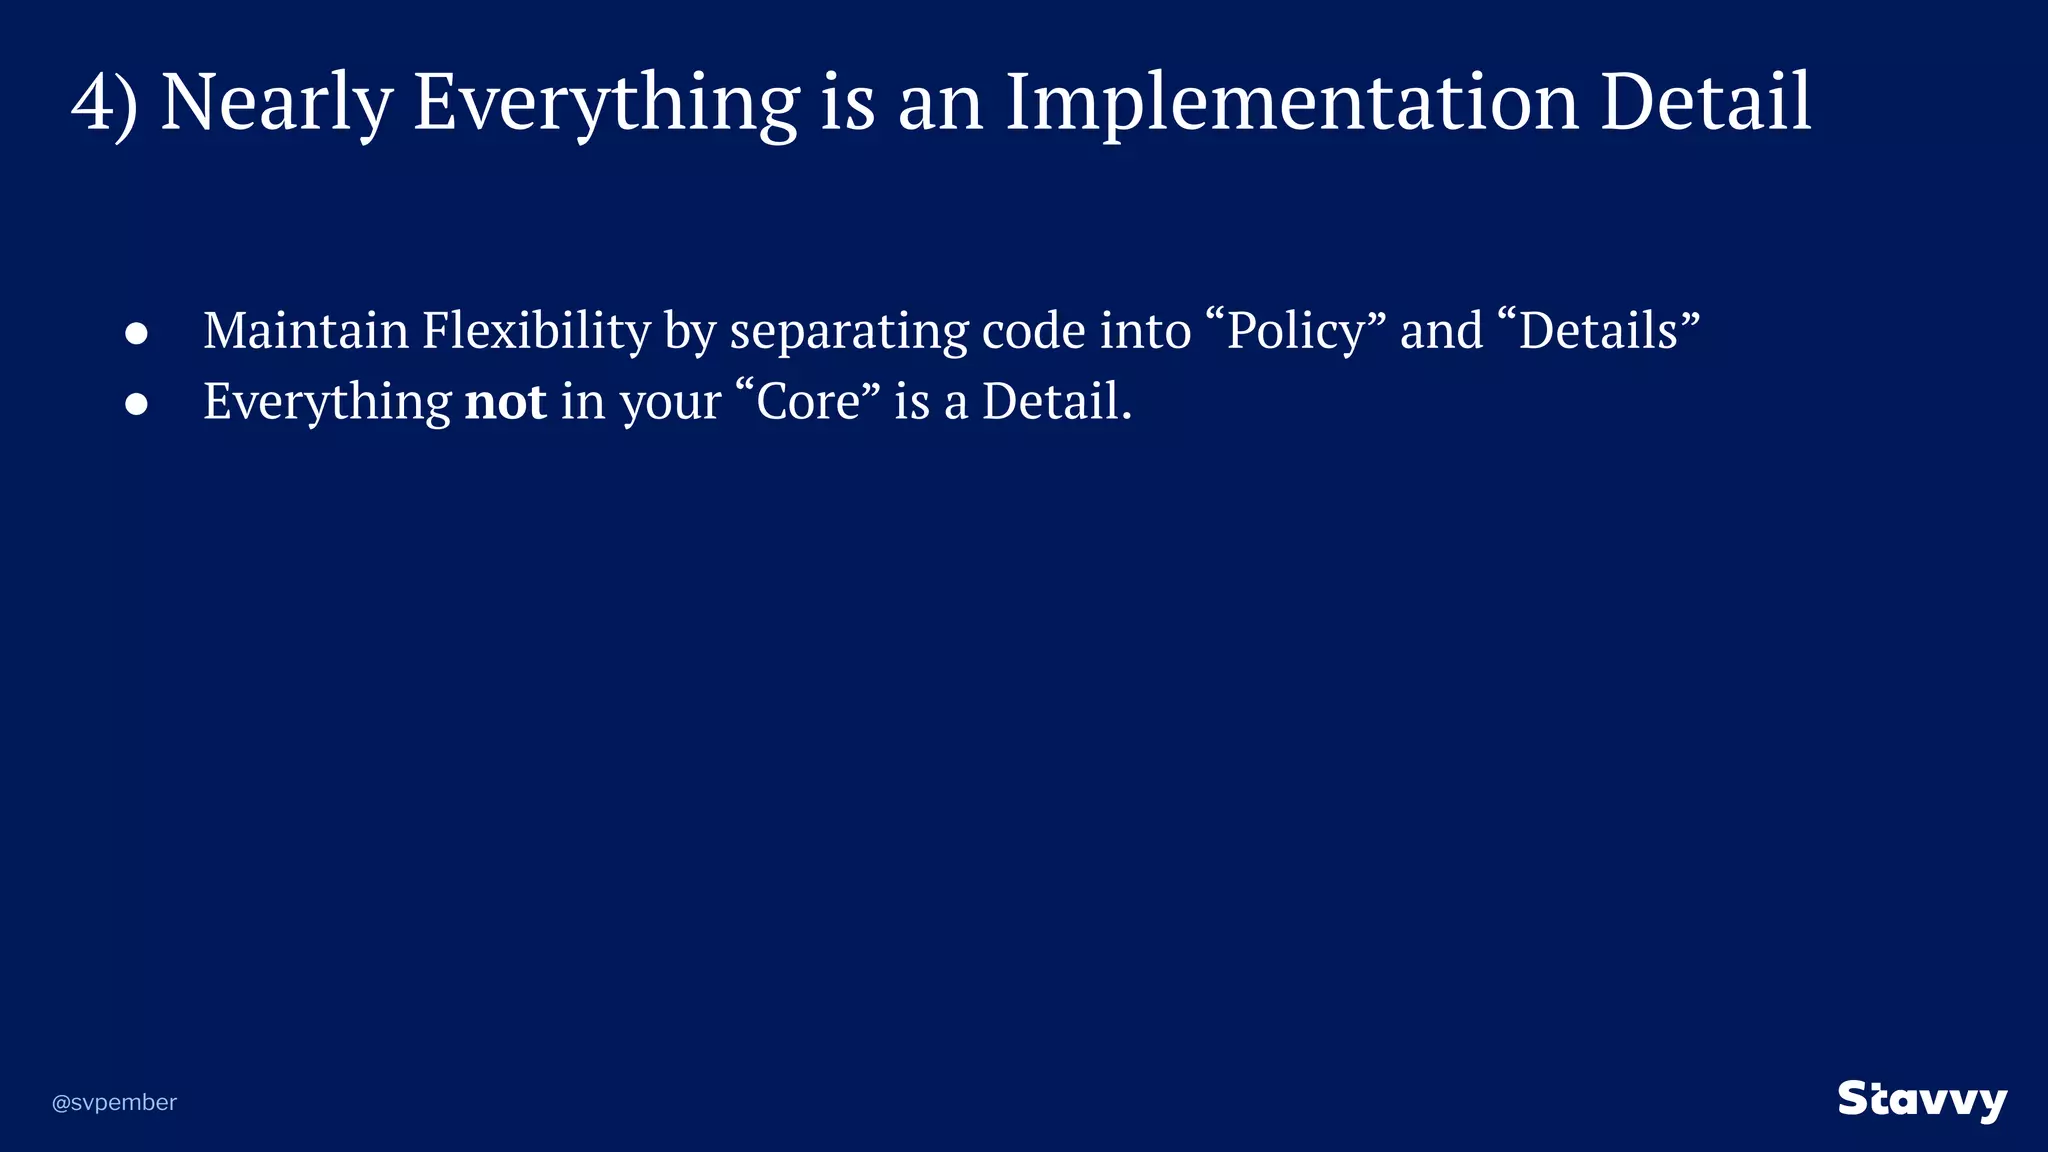 4) Nearly Everything is an Implementation Detail
● Maintain Flexibility by separating code into “Policy” and “Details”
● Everything not in your “Core” is a Detail.
@svpember
Stavvy